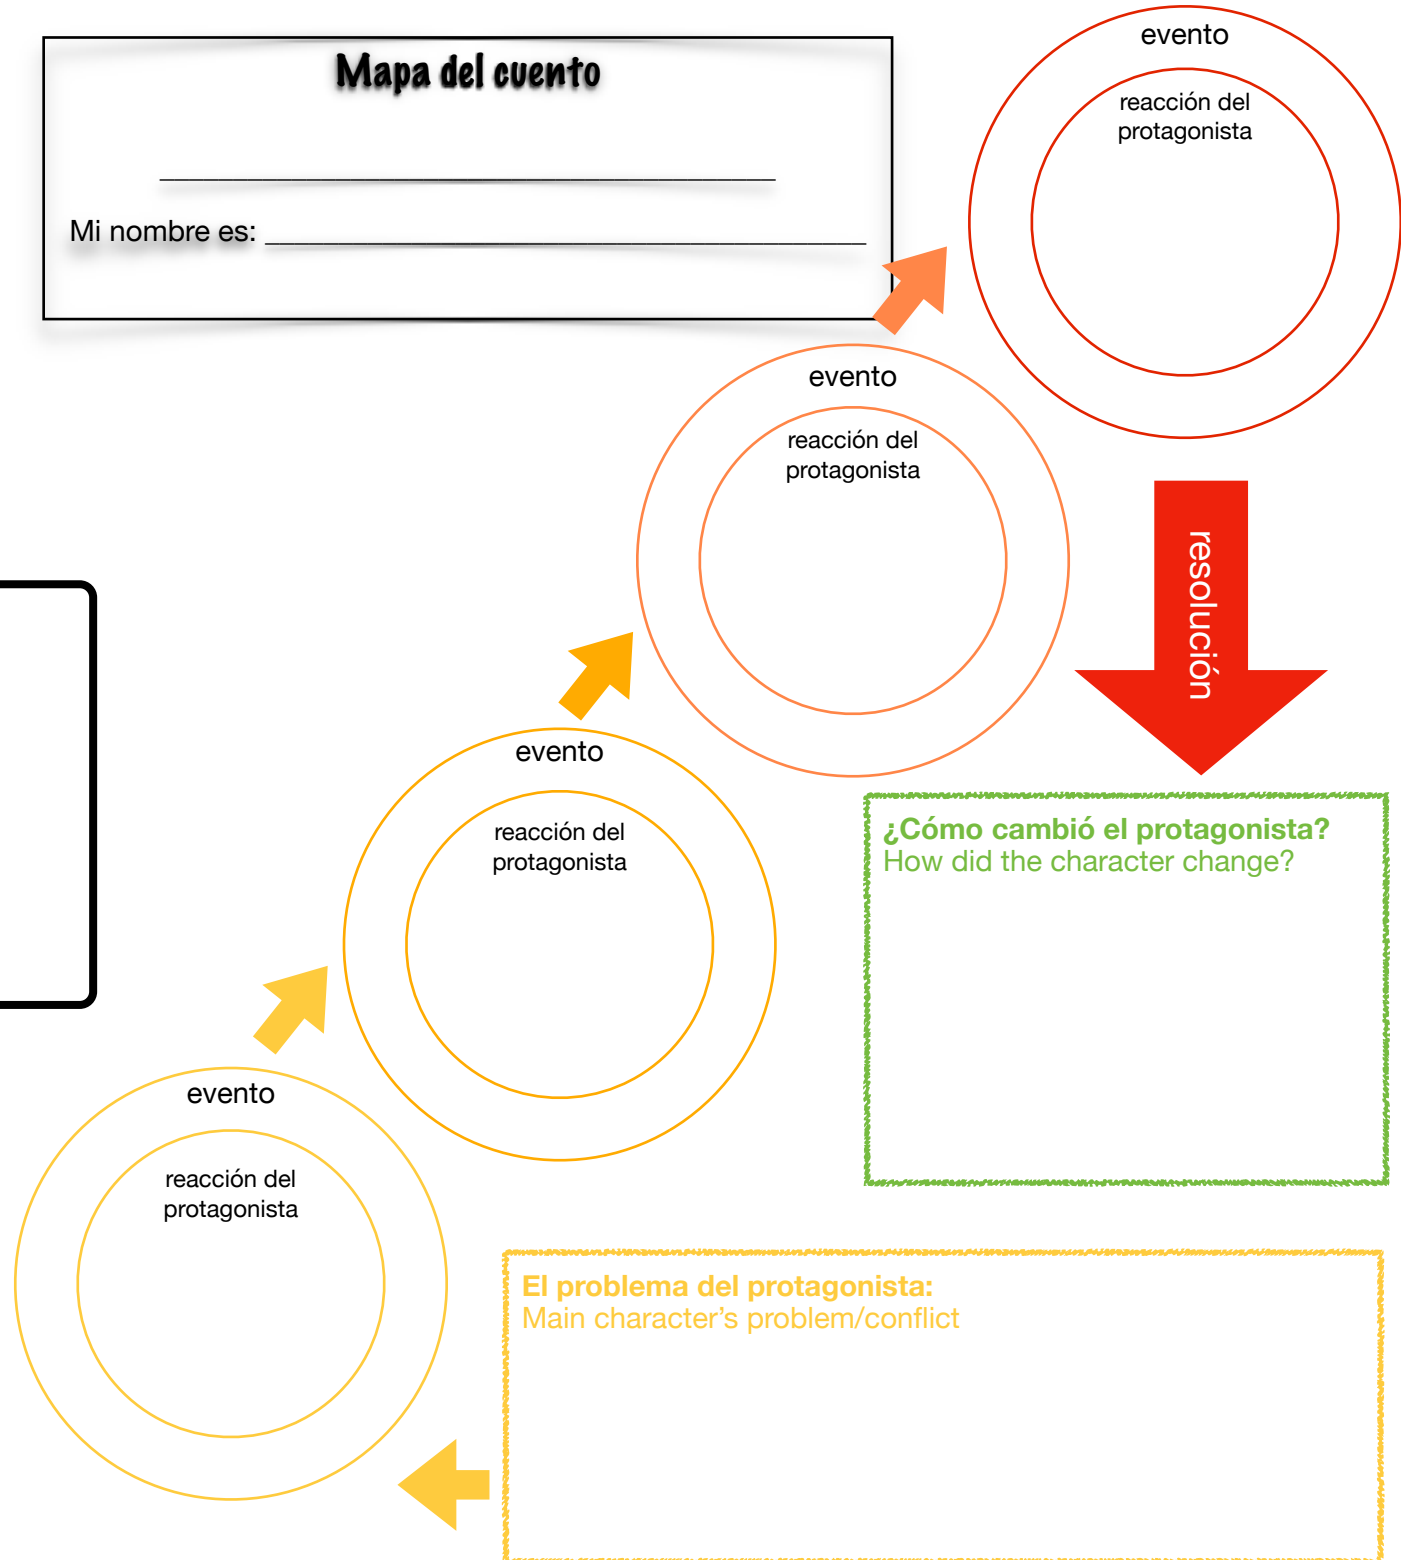 Mapa del cuento
Mi nombre es:
evento
reacción del
protagonista
evento
reacción del
protagonista
resolución
evento
reacción del
protagonista
¿Cómo cambió el protagonista?
How did the character change?
evento
reacción del
protagonista
El problema del protagonista:
Main character's problem/conflict